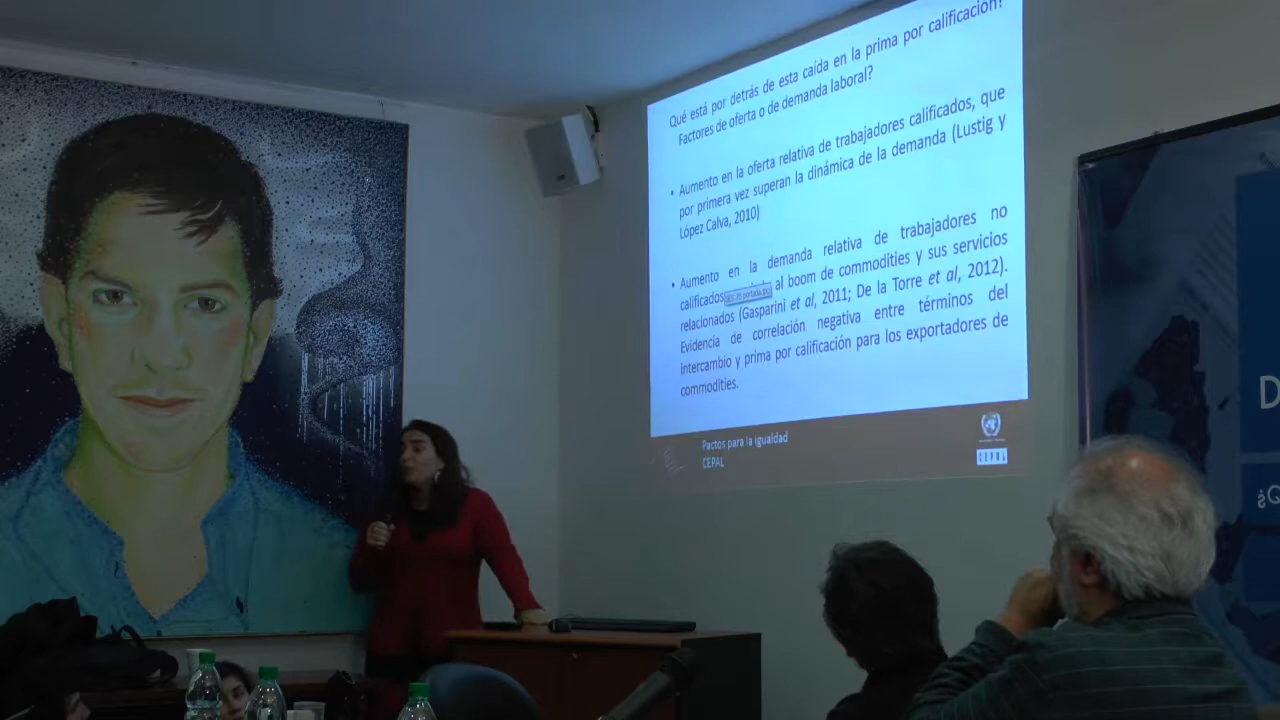 Qué está por detrás de esta caída en la prima por calificación?
Factores de oferta o de demanda laboral?
• Aumento en la oferta relativa de trabajadores calificados, que
por primera vez superan la dinámica de la demanda (Lustig y
López Calva, 2010)
• Aumento en la demanda relativa de trabajadores no
calificados al boom de commodities y sus servicios
relacionados (Gasparini et al, 2011; De la Torre et al, 2012).
Evidencia de correlación negativa entre términos del
intercambio y prima por calificación para los exportadores de
commodities.
Pactos para la igualdad
CEPAL
CEPAL
D
¿Q